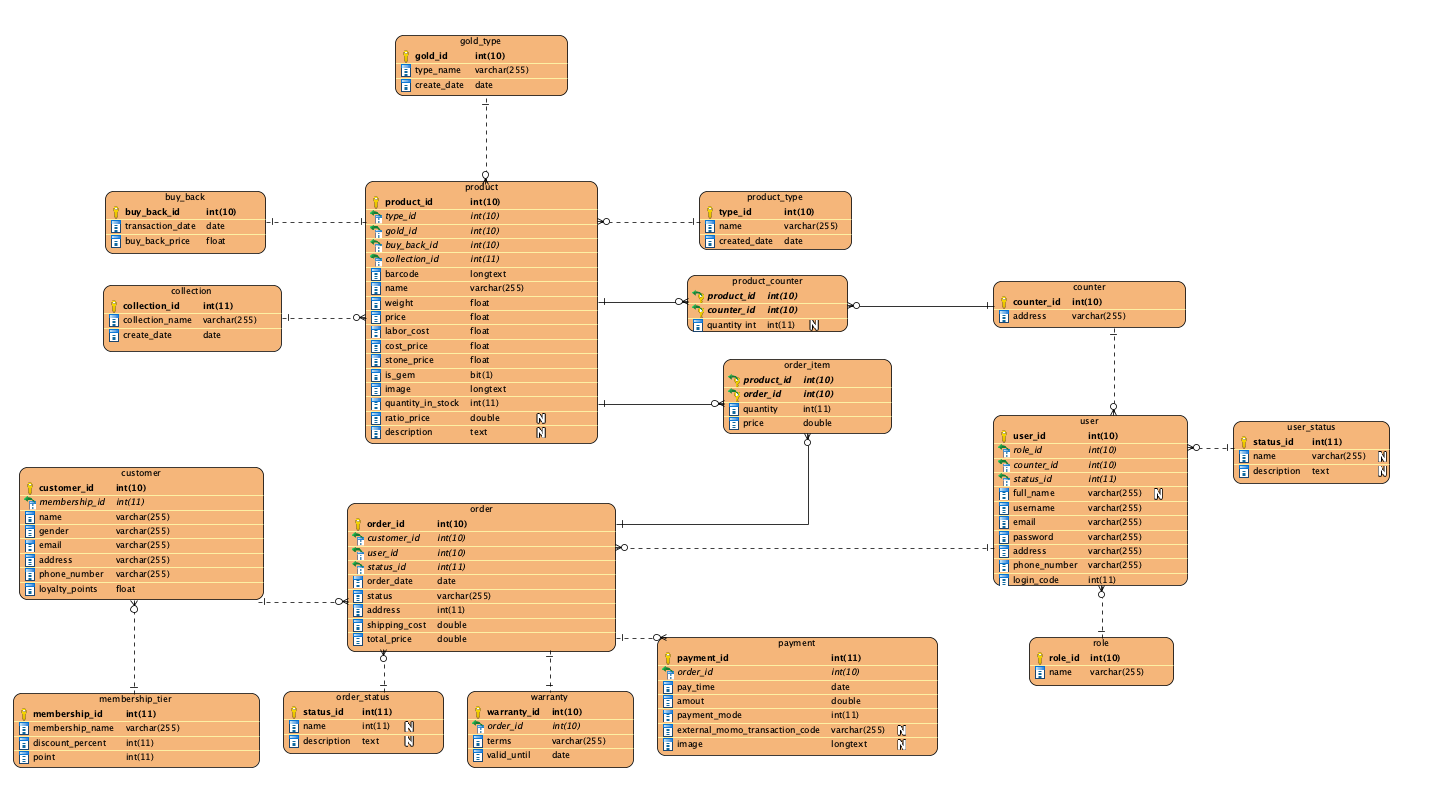 gold_type
gold_id int(10)
type_name varchar(255)
create_date date
buy_back
buy_back_id int(10)
transaction_date date
buy_back_price float
product
product_id int(10)
type_id int(10)
gold_id int(10)
buy_back_id int(10)
collection_id int(11)
barcode longtext
name varchar(255)
weight float
price float
labor_cost float
cost_price float
stone_price float
is_gem bit(1)
image longtext
quantity_in_stock int(11)
ratio_price double N
description text N
product_type
type_id int(10)
name varchar(255)
created_date date
collection
collection_id int(11)
collection_name varchar(255)
create_date date
product_counter
product_id int(10)
counter_id int(10)
quantity int int(11) N
counter
counter_id int(10)
address varchar(255)
order_item
product_id int(10)
order_id int(10)
quantity int(11)
price double
user
user_id int(10)
role_id int(10)
counter_id int(10)
status_id int(11)
full_name varchar(255) N
username varchar(255)
email varchar(255)
password varchar(255)
address varchar(255)
phone_number varchar(255)
login_code int(11)
user_status
status_id int(11)
name varchar(255) N
description text N
customer
customer_id int(10)
membership_id int(11)
name varchar(255)
gender varchar(255)
email varchar(255)
address varchar(255)
phone_number varchar(255)
loyalty_points float
order
order_id int(10)
customer_id int(10)
user_id int(10)
status_id int(11)
order_date date
status varchar(255)
address int(11)
shipping_cost double
total_price double
payment
payment_id int(11)
order_id int(10)
pay_time date
amout double
payment_mode int(11)
external_momo_transaction_code varchar(255) N
image longtext N
role
role_id int(10)
name varchar(255)
membership_tier
membership_id int(11)
membership_name varchar(255)
discount_percent int(11)
point int(11)
order_status
status_id int(11)
name int(11) N
description text N
warranty
warranty_id int(10)
order_id int(10)
terms varchar(255)
valid_until date